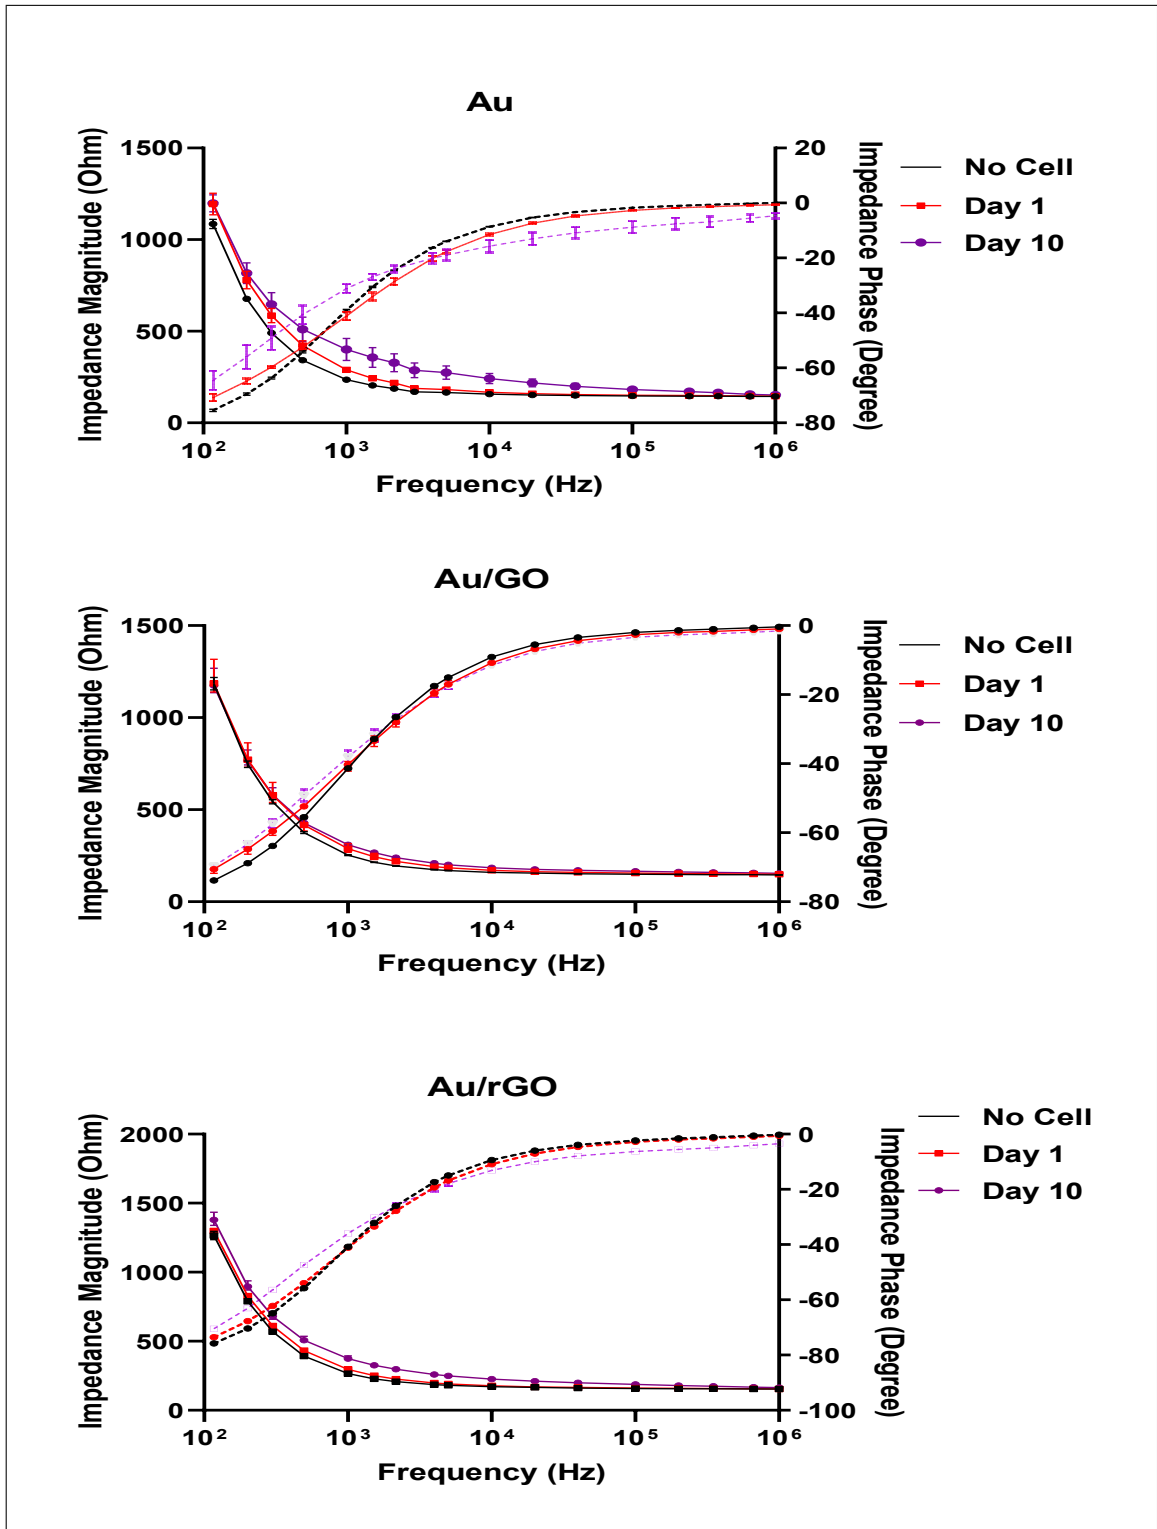 Au
Impedance Magnitude (Ohm)
1500
1000
500
0
20
0
-20
-40
-60
-80
Impedance Phase (Degree)
10² 10³ 10⁴ 10⁵ 10⁶
Frequency (Hz)
No Cell
Day 1
Day 10
Au/GO
Impedance Magnitude (Ohm)
1500
1000
500
0
0
-20
-40
-60
-80
Impedance Phase (Degree)
10² 10³ 10⁴ 10⁵ 10⁶
Frequency (Hz)
No Cell
Day 1
Day 10
Au/rGO
Impedance Magnitude (Ohm)
2000
1500
1000
500
0
0
-20
-40
-60
-80
-100
Impedance Phase (Degree)
10² 10³ 10⁴ 10⁵ 10⁶
Frequency (Hz)
No Cell
Day 1
Day 10